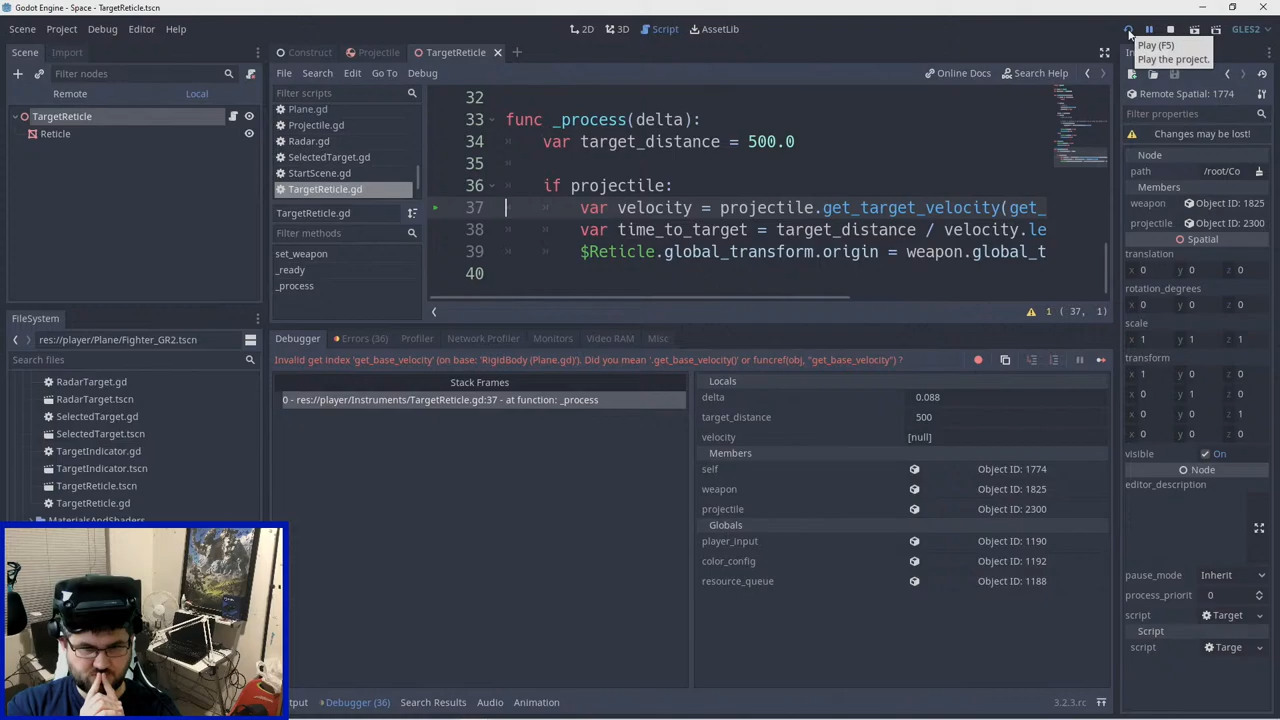 Godot Engine - Space - TargetReticle.tscn
Scene Project Debug Editor Help
2D 3D Script AssetLib
GLES2
Play (F5)
Play the project.
Scene Import
Filter nodes
Remote Local
TargetReticle
Reticle
FileSystem
res://player/Plane/Fighter_GR2.tscn
Search files
RadarTarget.gd
RadarTarget.tscn
SelectedTarget.gd
SelectedTarget.tscn
TargetIndicator.gd
TargetIndicator.tscn
TargetReticle.tscn
TargetReticle.gd
MaterialsAndShaders
Construct Projectile TargetReticle
File Search Edit Go To Debug
Online Docs Search Help
Filter scripts
Plane.gd
Projectile.gd
Radar.gd
SelectedTarget.gd
StartScene.gd
TargetReticle.gd
TargetReticle.gd
Filter methods
set_weapon
_ready
_process
32
33 func _process(delta):
34 var target_distance = 500.0
35
36 if projectile:
37 var velocity = projectile.get_target_velocity(get_
38 var time_to_target = target_distance / velocity.le
39 $Reticle.global_transform.origin = weapon.global_t
40
1 ( 37, 1)
Debugger Errors (36) Profiler Network Profiler Monitors Video RAM Misc
Invalid get index 'get_base_velocity' (on base: 'RigidBody (Plane.gd)'). Did you mean '.get_base_velocity()' or funcref(obj, "get_base_velocity") ?
Stack Frames
0 - res://player/Instruments/TargetReticle.gd:37 - at function: _process
Locals
delta 0.088
target_distance 500
velocity [null]
Members
self Object ID: 1774
weapon Object ID: 1825
projectile Object ID: 2300
Globals
player_input Object ID: 1190
color_config Object ID: 1192
resource_queue Object ID: 1188
tput Debugger (36) Search Results Audio Animation
3.2.3.rc
In
Remote Spatial: 1774
Filter properties
Changes may be lost!
Node
path /root/Co
Members
weapon Object ID: 1825
projectile Object ID: 2300
Spatial
translation
x 0 y 0 z 0
rotation_degrees
x 0 y 0 z 0
scale
x 1 y 1 z 1
transform
x 1 y 0 z 0
x 0 y 1 z 0
x 0 y 0 z 1
x 0 y 0 z 0
visible On
Node
editor_description
pause_mode Inherit
process_priorit 0
script Target
Script
script Targe